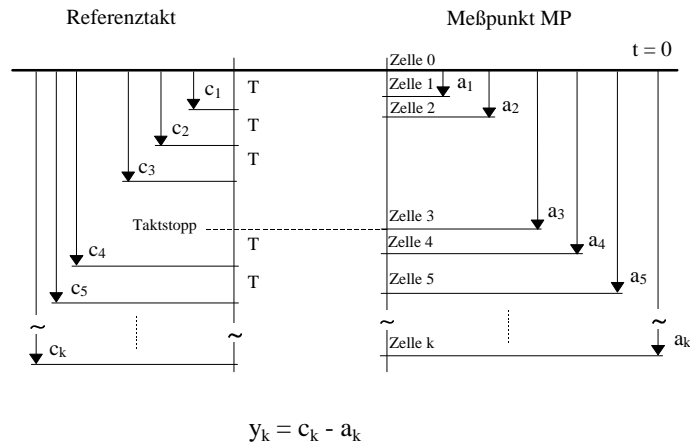 Referenztakt
Meßpunkt MP
t = 0
Zelle 0
Zelle 1
Zelle 2
Zelle 3
Zelle 4
Zelle 5
Zelle k
T
T
T
T
T
c₁
c₂
c₃
c₄
c₅
cₖ
Taktstopp
a₁
a₂
a₃
a₄
a₅
aₖ
~
~
~
~
yₖ = cₖ - aₖ